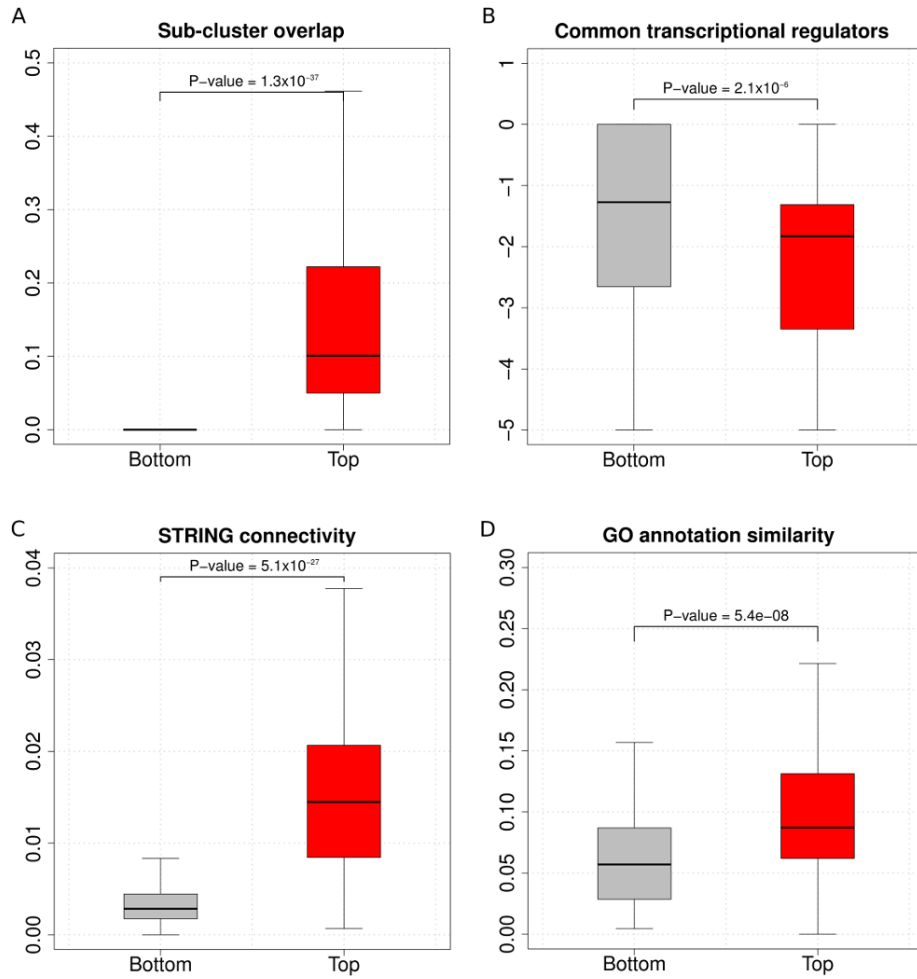 A
Sub-cluster overlap
0.5
0.4
0.3
0.2
0.1
0.0
P-value = 1.3x10⁻³⁷
Bottom
Top
B
Common transcriptional regulators
1
0
−1
−2
−3
−4
−5
P-value = 2.1x10⁻⁶
Bottom
Top
C
STRING connectivity
0.04
0.03
0.02
0.01
0.00
P-value = 5.1x10⁻²⁷
Bottom
Top
D
GO annotation similarity
0.30
0.25
0.20
0.15
0.10
0.05
0.00
P-value = 5.4e-08
Bottom
Top